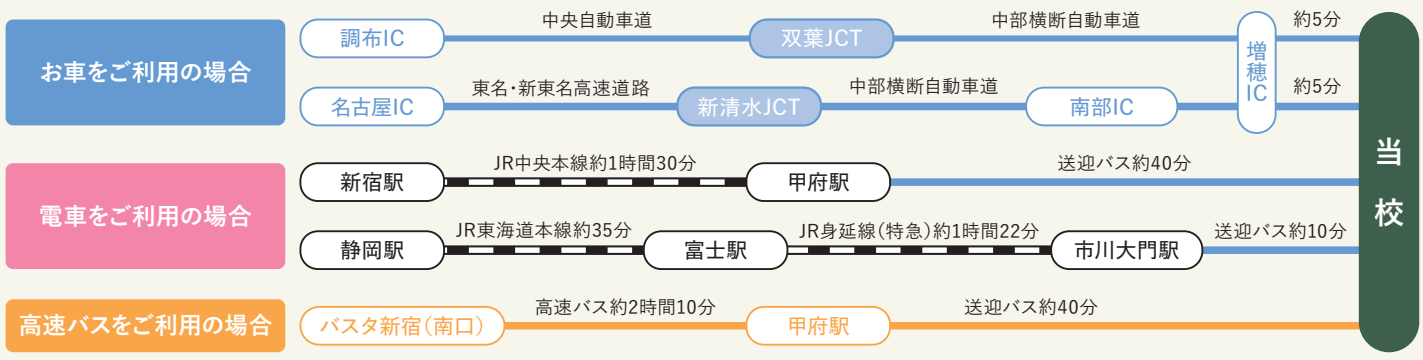 お車をご利用の場合
調布IC
中央自動車道
双葉JCT
中部横断自動車道
増穂IC
約5分
名古屋IC
東名・新東名高速道路
新清水JCT
中部横断自動車道
南部IC
約5分
電車をご利用の場合
新宿駅
JR中央本線約1時間30分
甲府駅
送迎バス約40分
静岡駅
JR東海道本線約35分
富士駅
JR身延線(特急)約1時間22分
市川大門駅
送迎バス約10分
高速バスをご利用の場合
バスタ新宿(南口)
高速バス約2時間10分
甲府駅
送迎バス約40分
当校